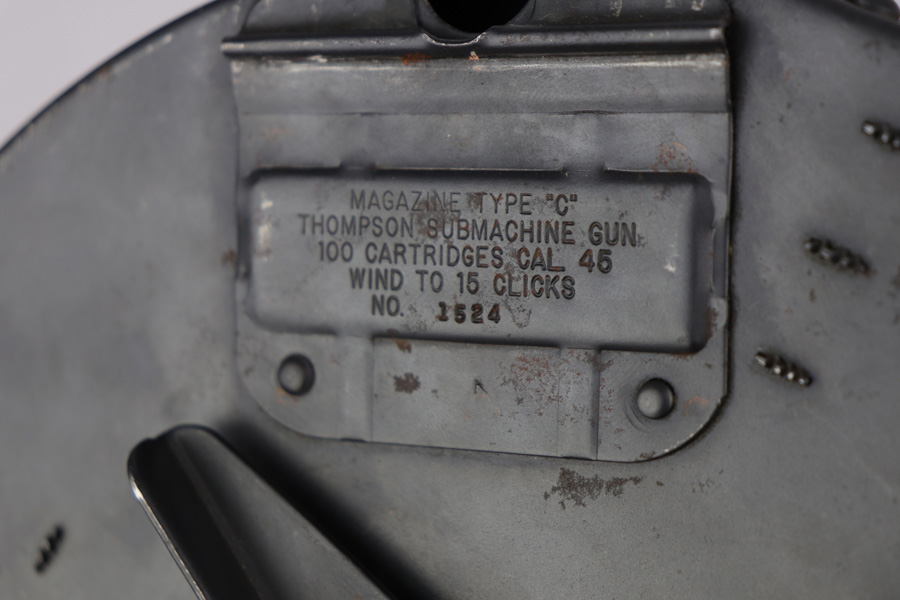 MAGAZINE TYPE "C"
THOMPSON SUBMACHINE GUN
100 CARTRIDGES CAL. 45
WIND TO 15 CLICKS
NO. 1524